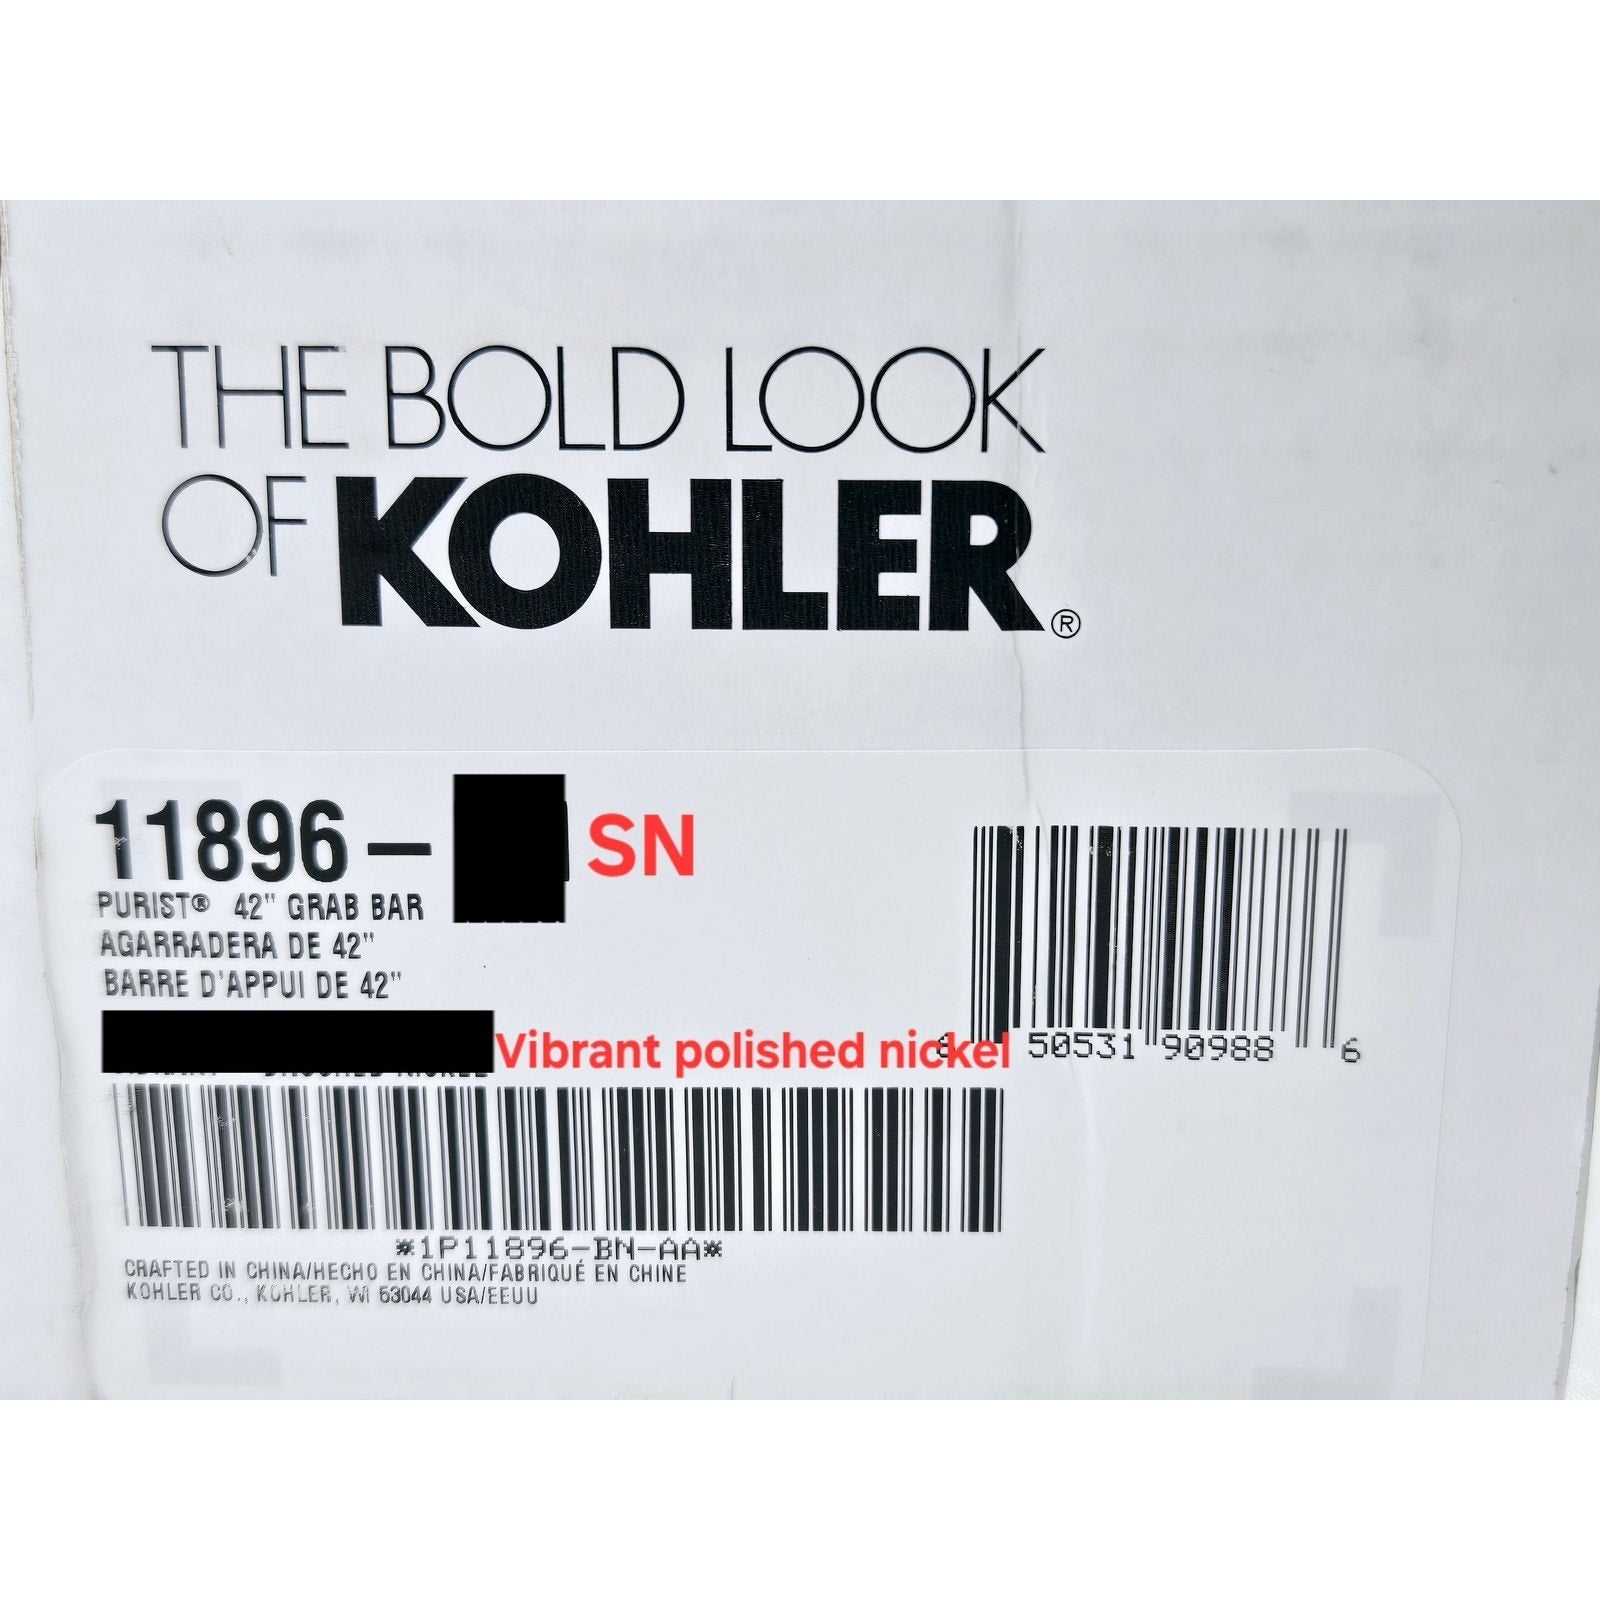 THE BOLD LOOK
OF KOHLER®
11896- SN
PURIST® 42" GRAB BAR
AGARRADERA DE 42"
BARRE D'APPUI DE 42"
Vibrant polished nickel
6 50531 90988 6
*1P11896-BN-AA*
CRAFTED IN CHINA/HECHO EN CHINA/FABRIQUÉ EN CHINE
KOHLER CO., KOHLER, WI 53044 USA/EEUU